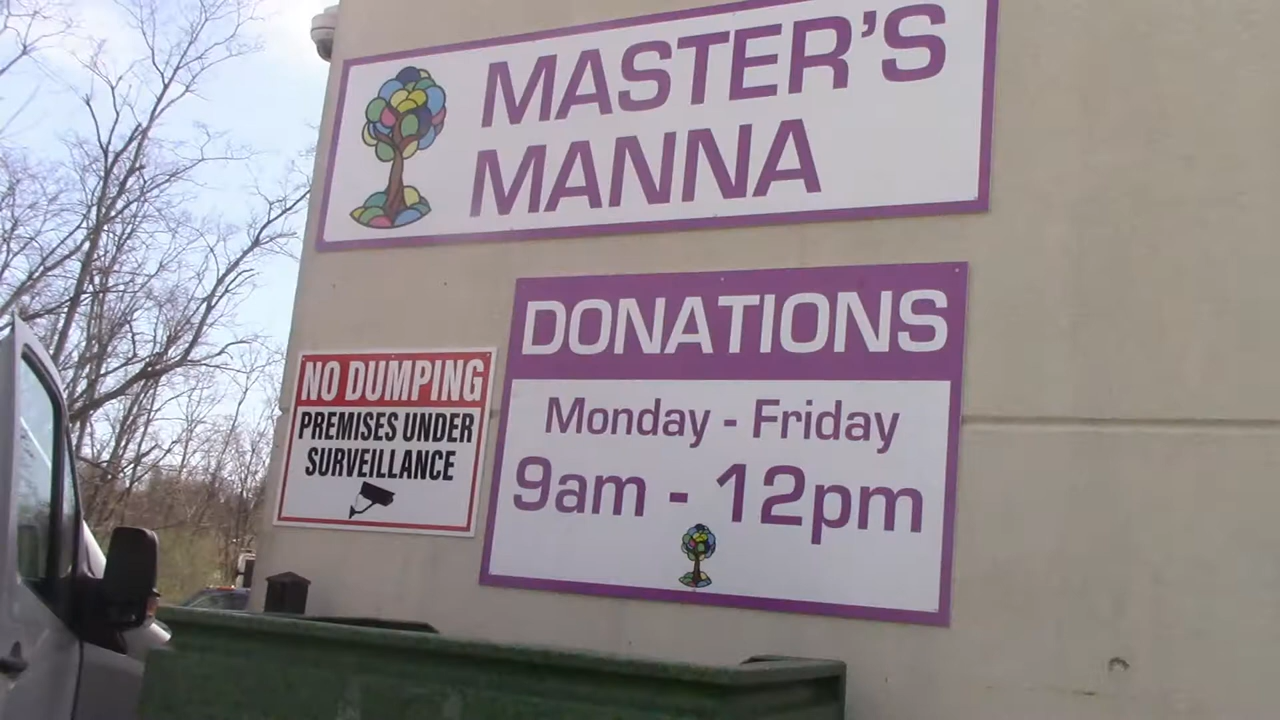 MASTER'S
MANNA
DONATIONS
Monday - Friday
9am - 12pm
NO DUMPING
PREMISES UNDER
SURVEILLANCE